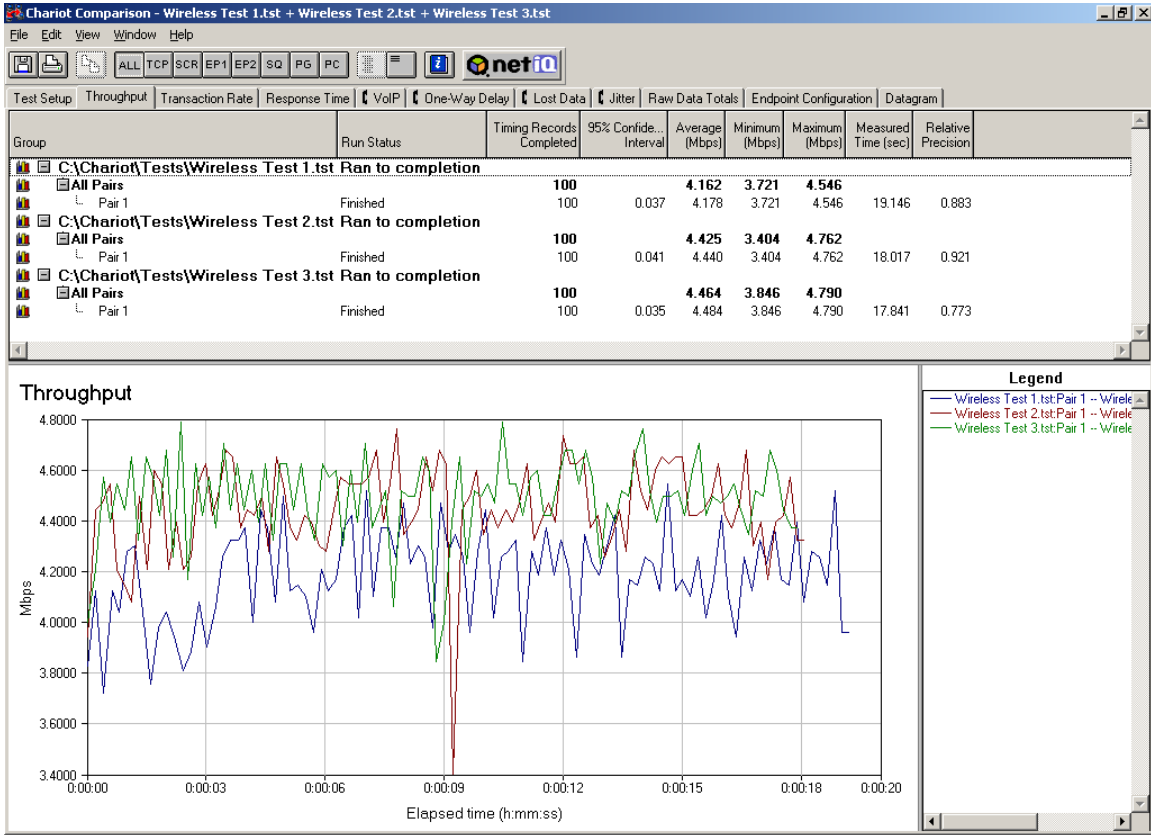 Chariot Comparison - Wireless Test 1.tst + Wireless Test 2.tst + Wireless Test 3.tst
File Edit View Window Help
ALL TCP SCR EP1 EP2 SQ PG PC i netiQ
Test Setup Throughput Transaction Rate Response Time VoIP One-Way Delay Lost Data Jitter Raw Data Totals Endpoint Configuration Datagram
Group Run Status Timing Records Completed 95% Confide... Interval Average (Mbps) Minimum (Mbps) Maximum (Mbps) Measured Time (sec) Relative Precision
C:\Chariot\Tests\Wireless Test 1.tst Ran to completion
All Pairs 100 4.162 3.721 4.546
Pair 1 Finished 100 0.037 4.178 3.721 4.546 19.146 0.883
C:\Chariot\Tests\Wireless Test 2.tst Ran to completion
All Pairs 100 4.425 3.404 4.762
Pair 1 Finished 100 0.041 4.440 3.404 4.762 18.017 0.921
C:\Chariot\Tests\Wireless Test 3.tst Ran to completion
All Pairs 100 4.464 3.846 4.790
Pair 1 Finished 100 0.035 4.484 3.846 4.790 17.841 0.773
Throughput
4.8000
4.6000
4.4000
4.2000
4.0000
3.8000
3.6000
3.4000
Mbps
0:00:00 0:00:03 0:00:06 0:00:09 0:00:12 0:00:15 0:00:18 0:00:20
Elapsed time (h:mm:ss)
Legend
Wireless Test 1.tst:Pair 1 -- Wirele
Wireless Test 2.tst:Pair 1 -- Wirele
Wireless Test 3.tst:Pair 1 -- Wirele